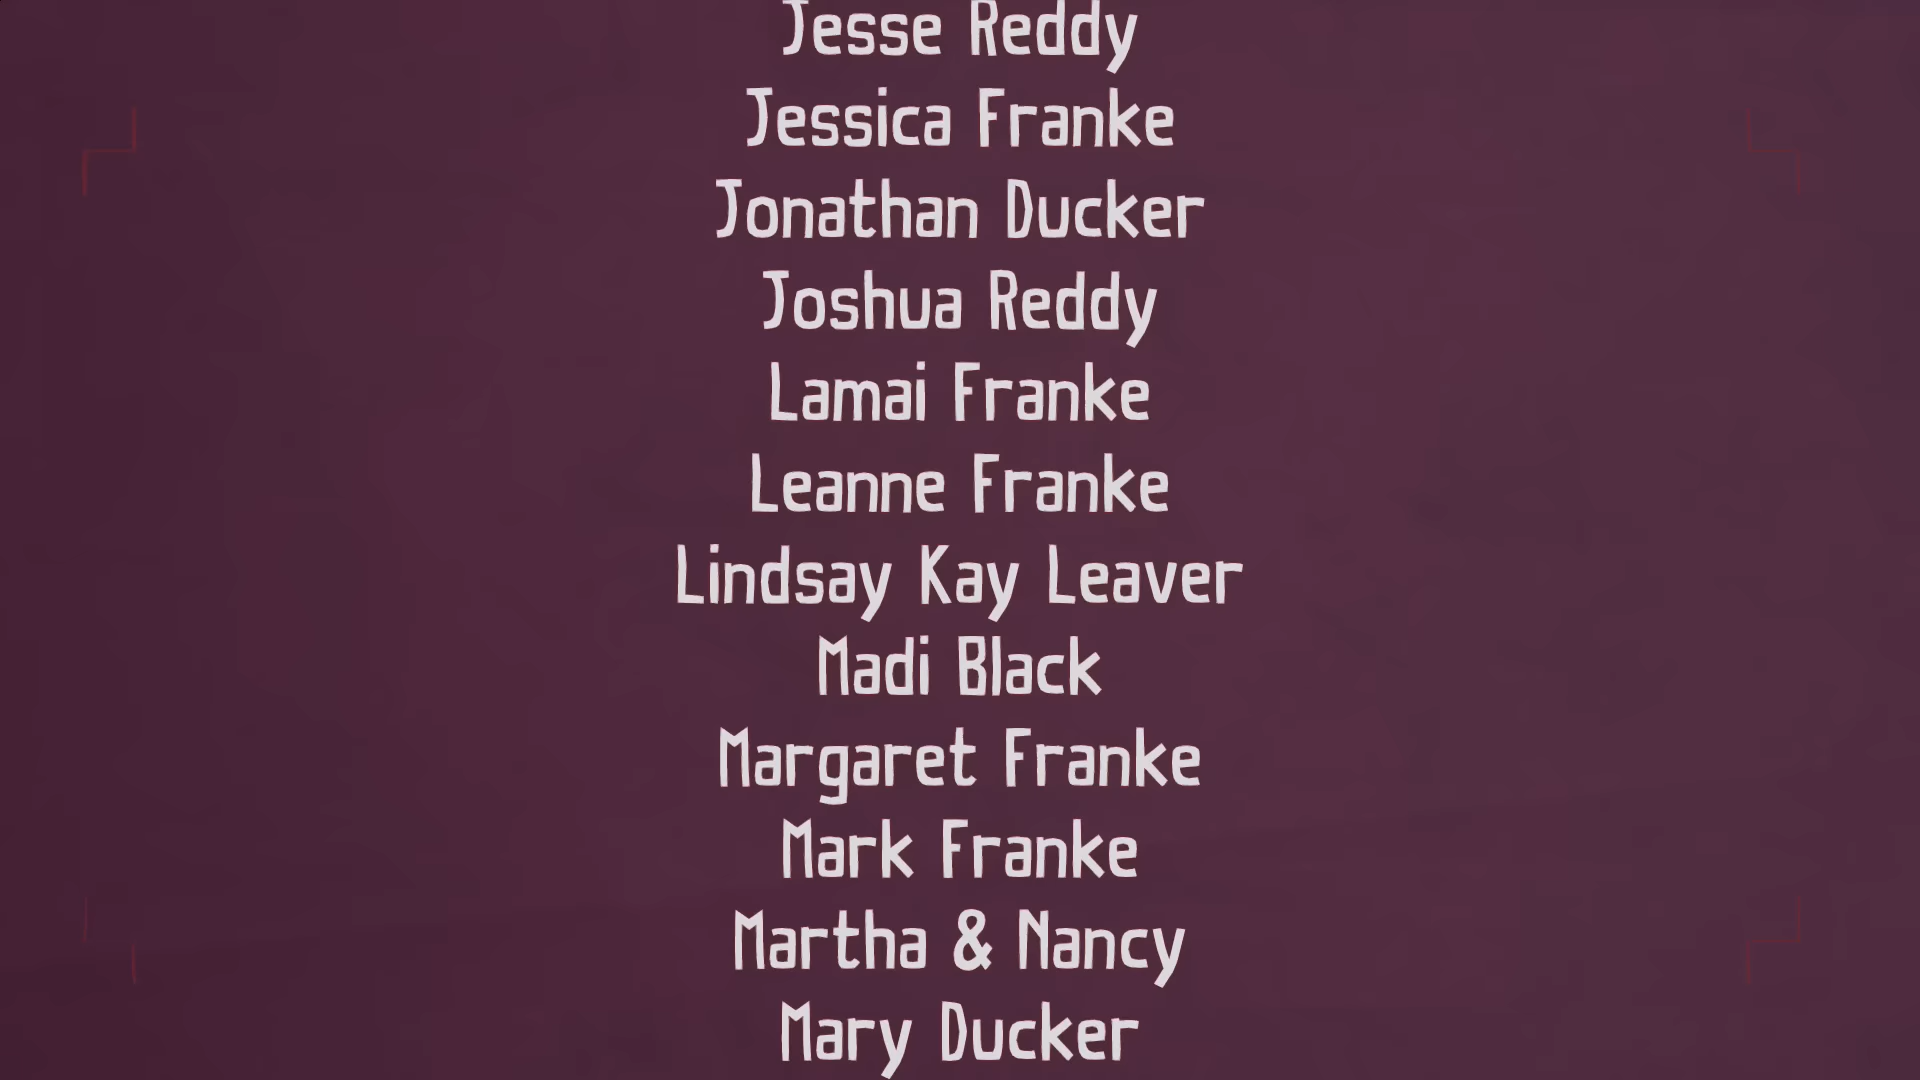 Jesse Reddy
Jessica Franke
Jonathan Ducker
Joshua Reddy
Lamai Franke
Leanne Franke
Lindsay Kay Leaver
Madi Black
Margaret Franke
Mark Franke
Martha & Nancy
Mary Ducker